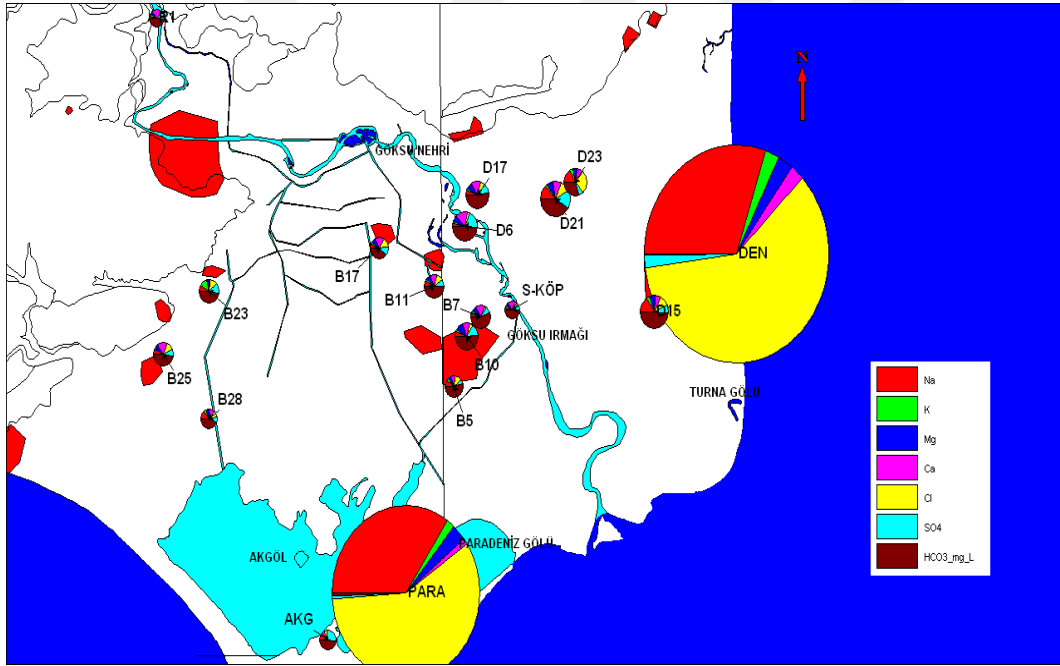 R1
N
GÖKSU NEHRİ
D17
D23
D21
D6
DEN
B17
B11
B23
S-KÖP
B7
D15
GÖKSU IRMAĞI
B25
B10
B5
B28
TURNA GÖLÜ
Na
K
Mg
Ca
Cl
SO4
HCO3_mg_L
PARADENİZ GÖLÜ
AKGÖL
PARA
AKG